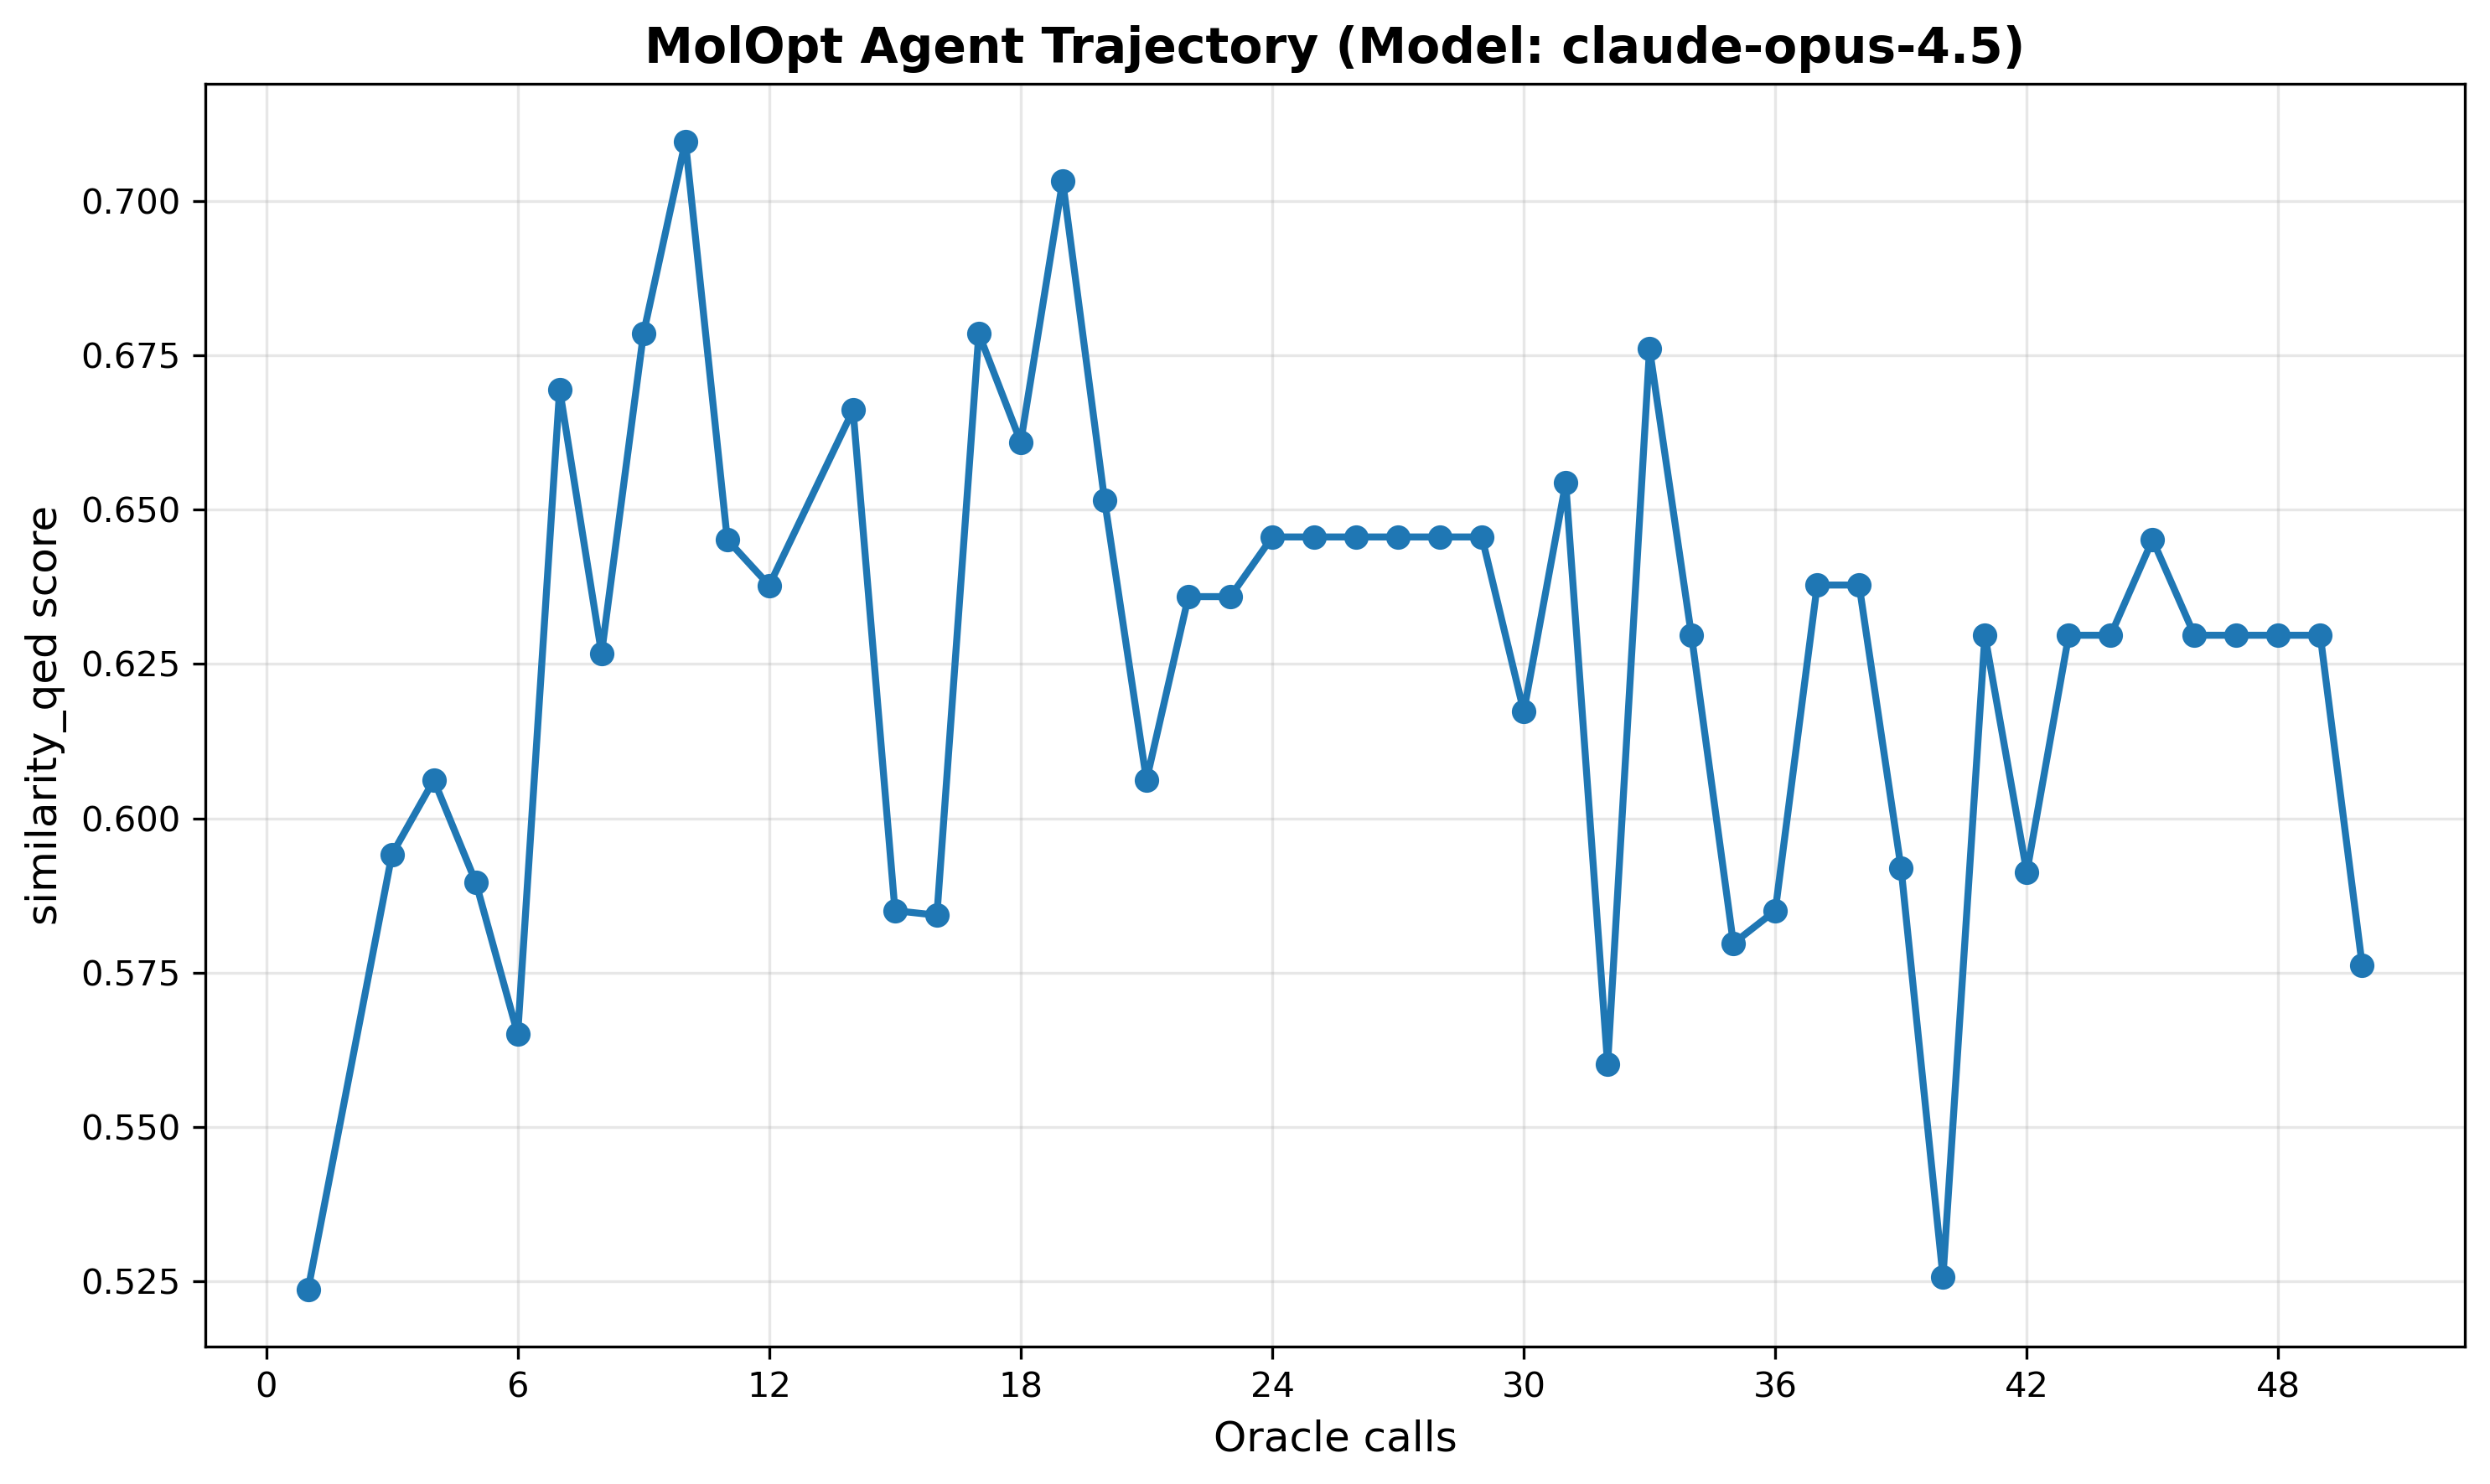 MolOpt Agent Trajectory (Model: claude-opus-4.5)
similarity_qed score
0.700
0.675
0.650
0.625
0.600
0.575
0.550
0.525
0 6 12 18 24 30 36 42 48
Oracle calls